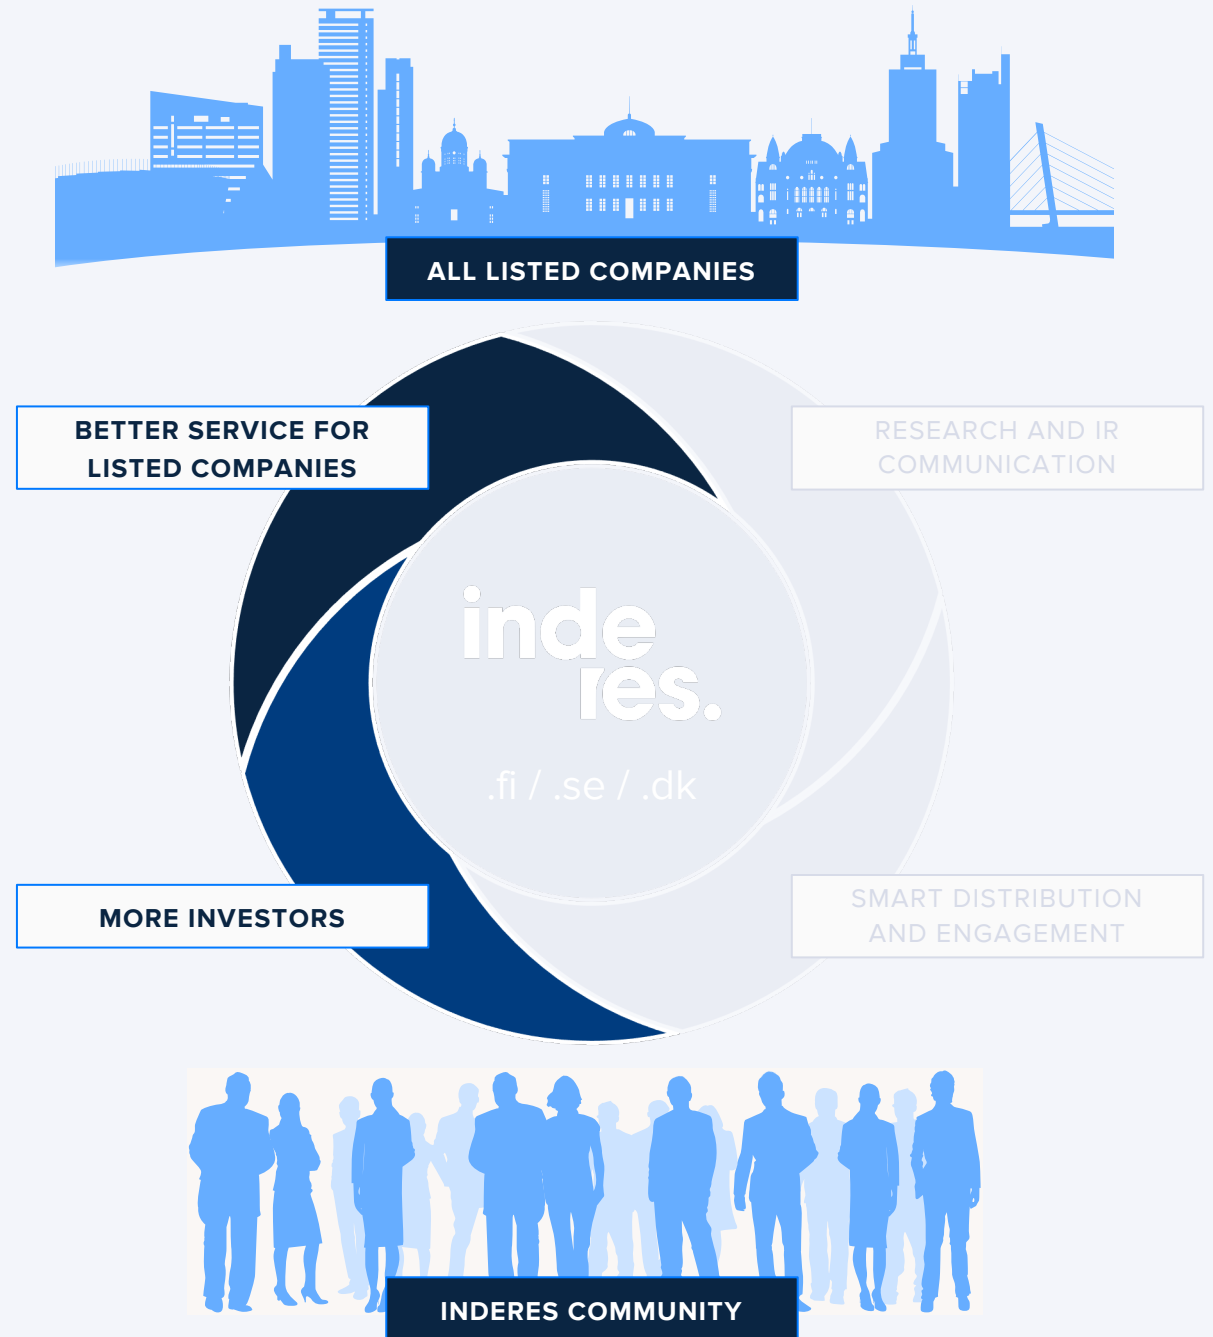 ALL LISTED COMPANIES
BETTER SERVICE FOR
LISTED COMPANIES
RESEARCH AND IR
COMMUNICATION
inde
res.
.fi / .se / .dk
MORE INVESTORS
SMART DISTRIBUTION
AND ENGAGEMENT
INDERES COMMUNITY